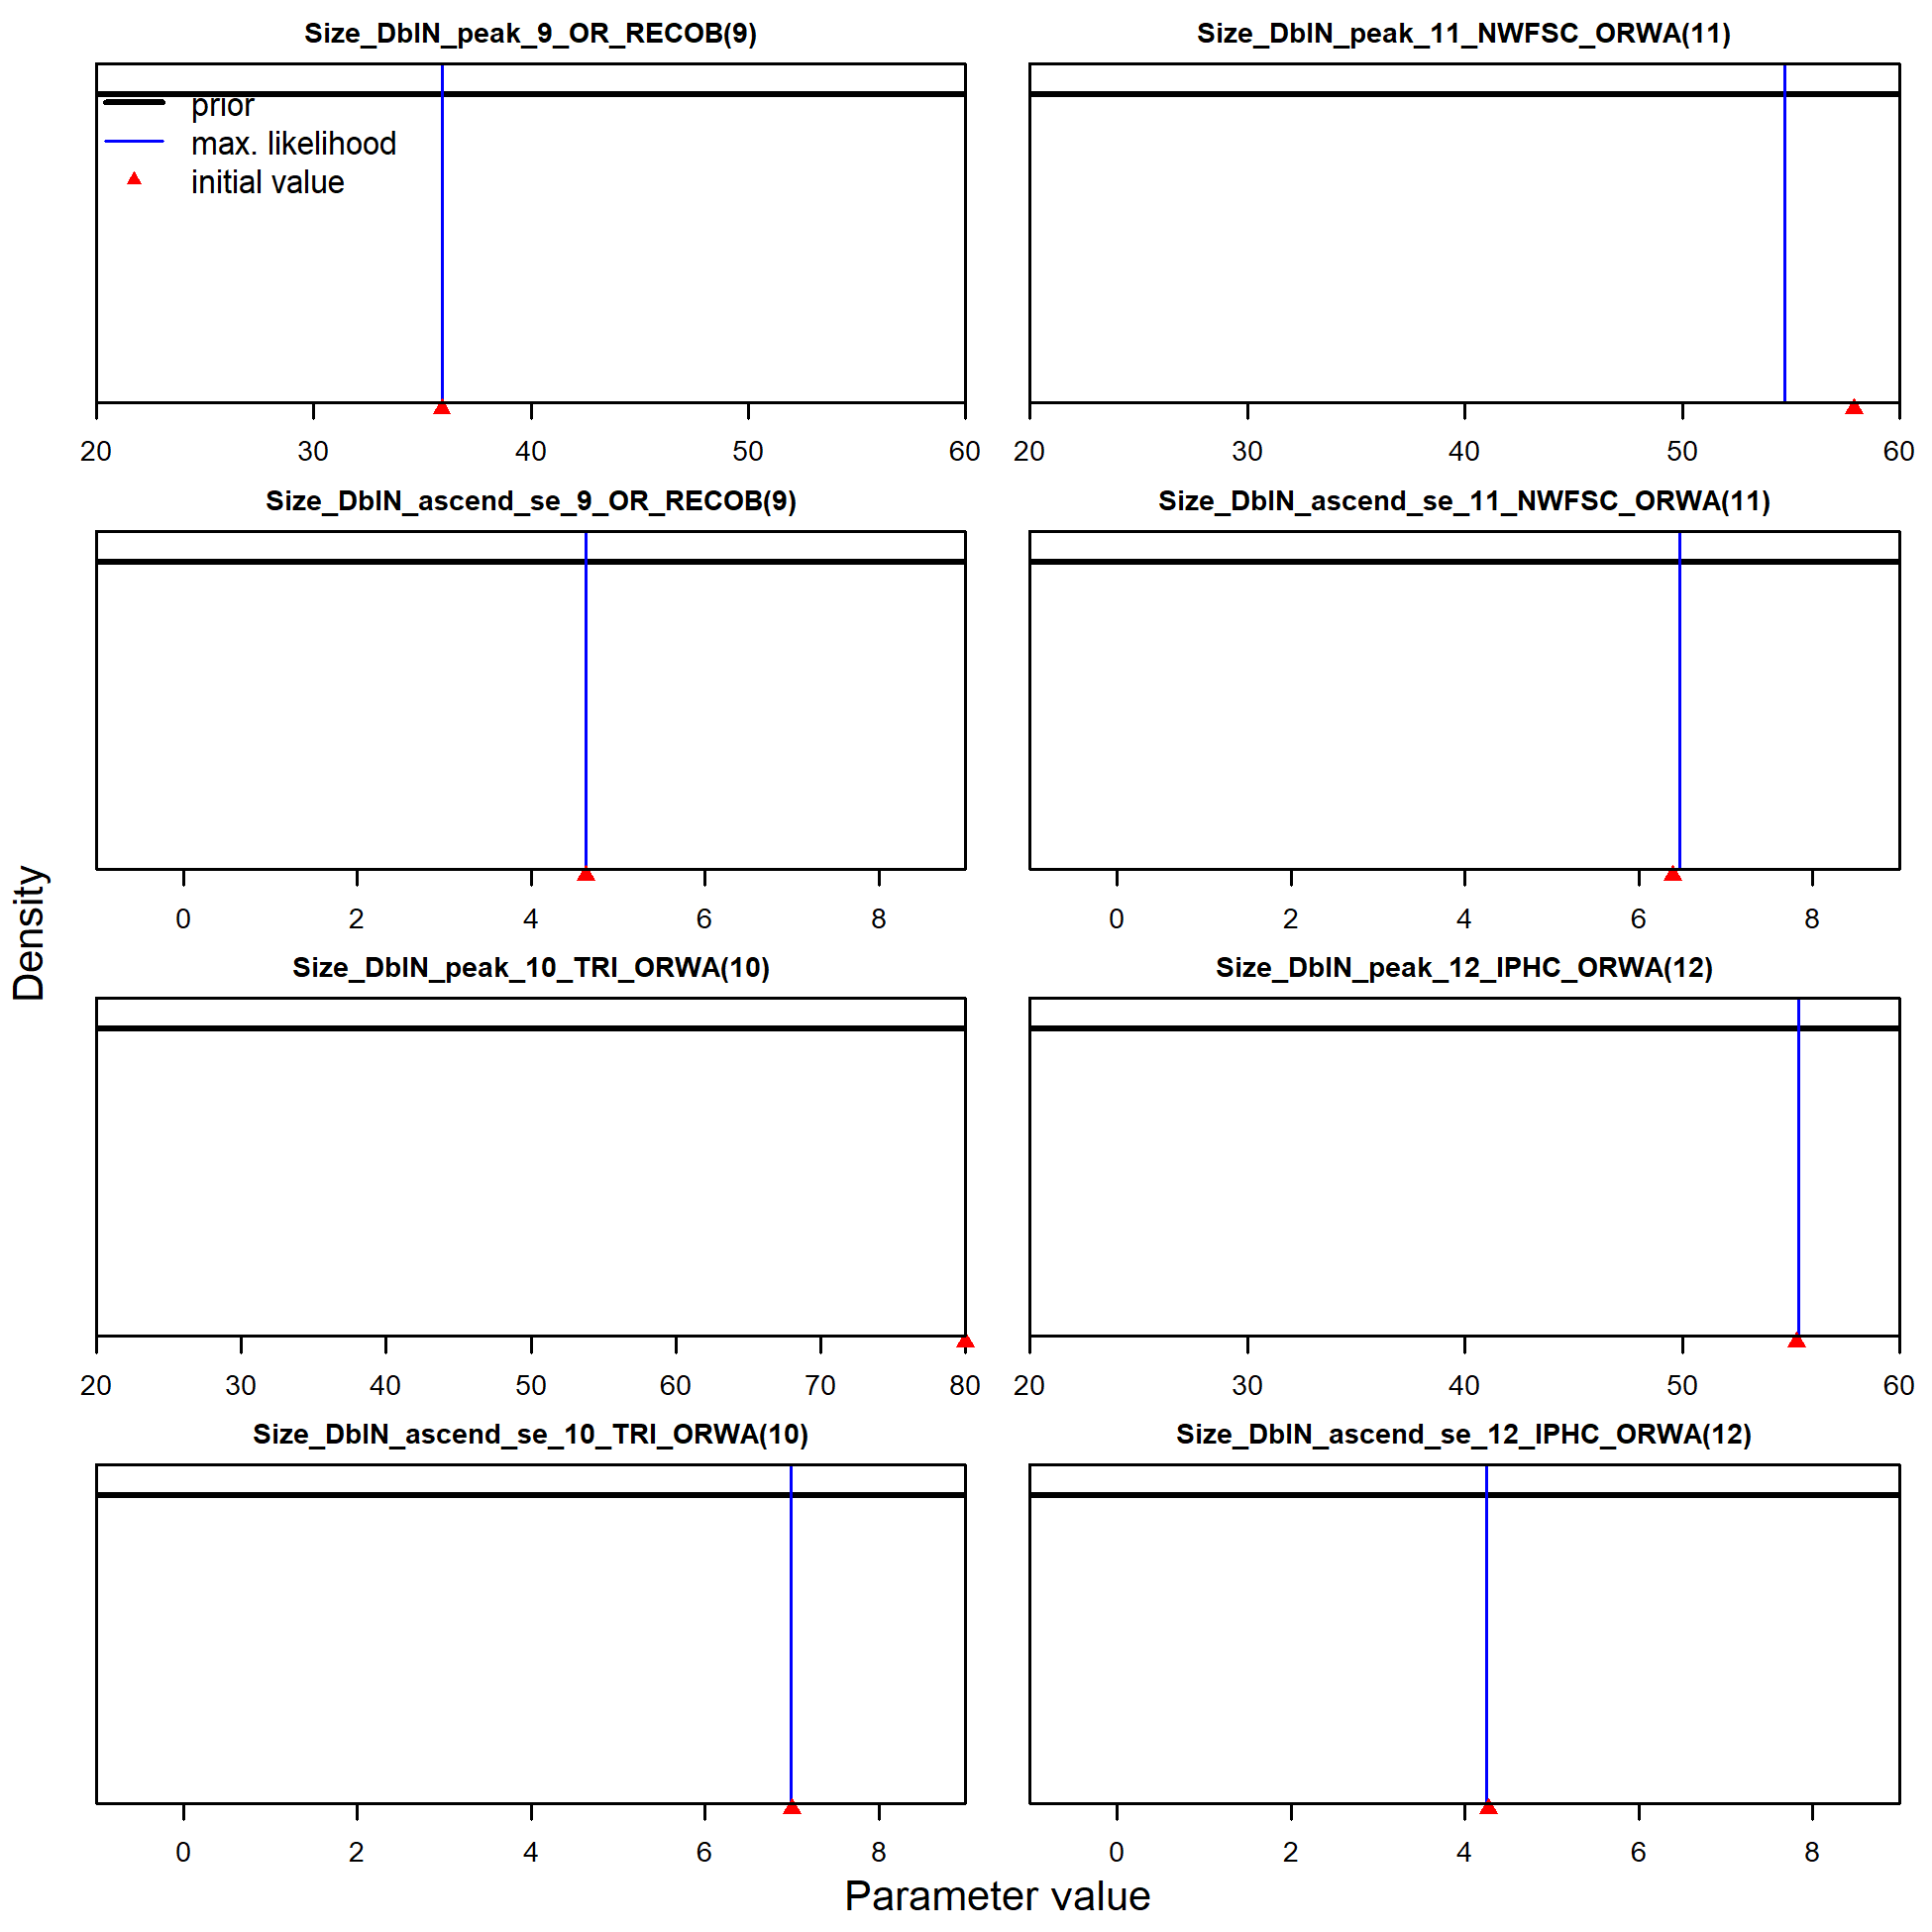 Size_DblN_peak_9_OR_RECOB(9)
prior
max. likelihood
initial value
20 30 40 50 60
Size_DblN_peak_11_NWFSC_ORWA(11)
20 30 40 50 60
Size_DblN_ascend_se_9_OR_RECOB(9)
0 2 4 6 8
Size_DblN_ascend_se_11_NWFSC_ORWA(11)
0 2 4 6 8
Size_DblN_peak_10_TRI_ORWA(10)
20 30 40 50 60 70 80
Size_DblN_peak_12_IPHC_ORWA(12)
20 30 40 50 60
Size_DblN_ascend_se_10_TRI_ORWA(10)
0 2 4 6 8
Size_DblN_ascend_se_12_IPHC_ORWA(12)
0 2 4 6 8
Density
Parameter value